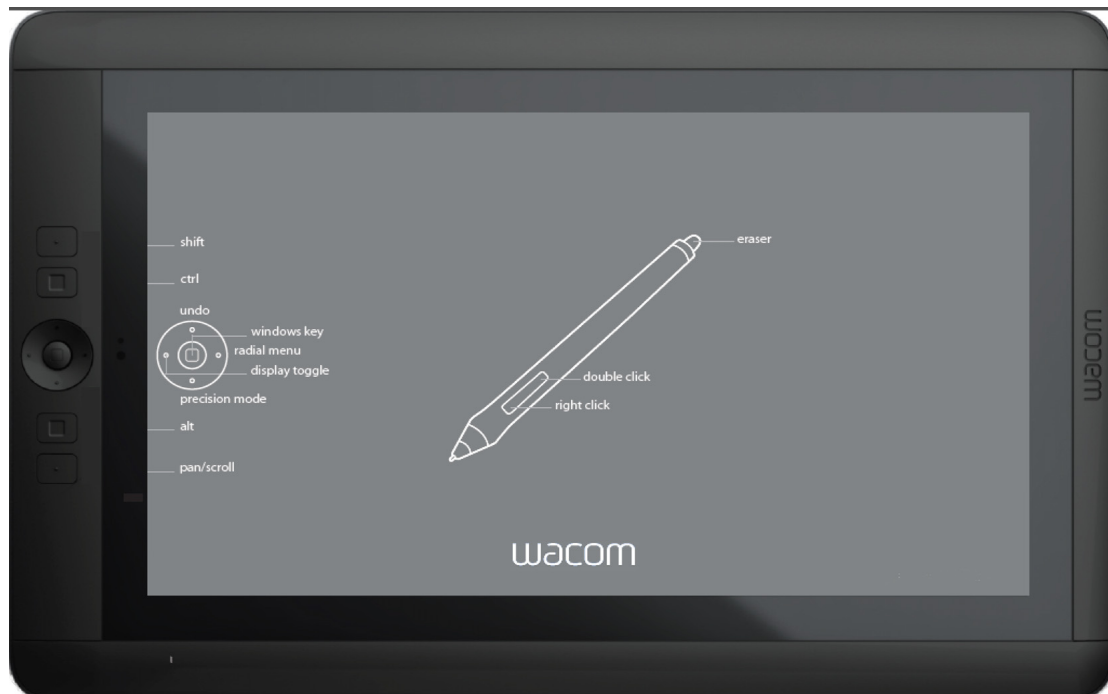 shift
eraser
ctrl
undo
windows key
radial menu
display toggle
precision mode
double click
right click
alt
pan/scroll
wacom
wacom